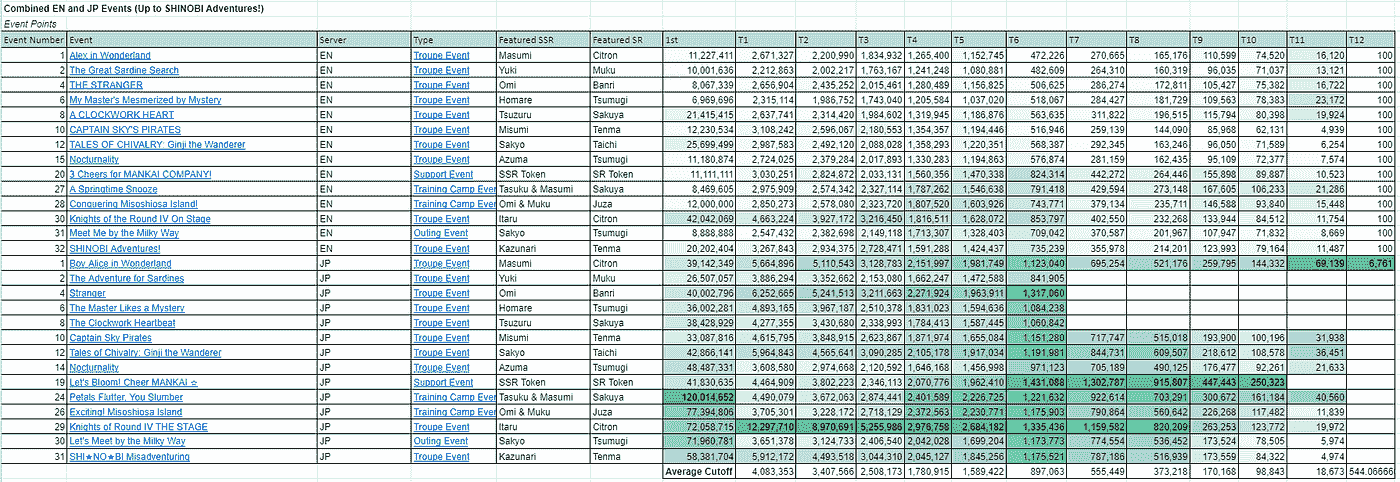 Combined EN and JP Events (Up to SHINOBI Adventures!)
Event Points
Event Number Event Server Type Featured SSR Featured SR 1st T1 T2 T3 T4 T5 T6 T7 T8 T9 T10 T11 T12
1 Alex in Wonderland EN Troupe Event Masumi Citron 11,227,411 2,671,327 2,200,990 1,834,932 1,265,400 1,152,745 472,226 270,665 165,176 110,599 74,520 16,120 100
2 The Great Sardine Search EN Troupe Event Yuki Muku 10,001,636 2,212,863 2,002,217 1,763,167 1,241,248 1,080,881 482,609 264,310 160,319 96,035 71,037 13,121 100
4 THE STRANGER EN Troupe Event Omi Banri 8,067,339 2,656,904 2,435,252 2,015,461 1,280,489 1,156,825 506,625 286,274 172,811 105,427 75,382 16,722 100
6 My Master's Mesmerized by Mystery EN Troupe Event Homare Tsumugi 6,969,696 2,315,114 1,986,752 1,743,040 1,205,584 1,037,020 518,067 284,427 181,729 109,563 78,383 23,172 100
8 A CLOCKWORK HEART EN Troupe Event Tsuzuru Sakuya 21,415,415 2,637,741 2,314,420 1,984,602 1,319,945 1,186,876 563,635 311,822 196,515 115,794 80,398 19,924 100
10 CAPTAIN SKY'S PIRATES EN Troupe Event Misumi Tenma 12,230,534 3,108,242 2,596,067 2,180,553 1,354,357 1,194,446 516,946 259,139 144,090 85,968 62,131 4,939 100
12 TALES OF CHIVALRY: Ginji the Wanderer EN Troupe Event Sakyo Taichi 25,699,499 2,987,583 2,492,120 2,088,028 1,358,293 1,220,351 568,387 292,345 163,246 96,050 71,589 6,254 100
15 Nocturnality EN Troupe Event Azuma Tsumugi 11,180,874 2,724,025 2,379,284 2,017,893 1,330,283 1,194,863 576,874 281,159 162,435 95,109 72,377 7,574 100
20 3 Cheers for MANKAI COMPANY! EN Support Event SSR Token SR Token 11,111,111 3,030,251 2,824,872 2,033,131 1,560,356 1,470,338 824,314 442,272 264,446 155,898 89,887 10,523 100
27 A Springtime Snooze EN Training Camp Ever Tasuku & Masumi Sakuya 8,469,605 2,975,909 2,574,342 2,327,114 1,787,262 1,546,638 791,418 429,594 273,148 167,605 106,233 21,286 100
28 Conquering Misoshiosa Island! EN Training Camp Ever Omi & Muku Juza 12,000,000 2,850,273 2,578,080 2,323,720 1,807,520 1,603,926 743,771 379,134 235,711 146,588 93,840 15,448 100
30 Knights of the Round IV On Stage EN Troupe Event Itaru Citron 42,042,069 4,663,224 3,927,172 3,216,450 1,816,511 1,628,072 853,797 402,550 232,268 133,944 84,512 11,754 100
31 Meet Me by the Milky Way EN Outing Event Sakyo Tsumugi 8,888,888 2,547,432 2,382,698 2,149,118 1,713,307 1,328,403 709,042 370,587 201,967 107,947 71,832 8,669 100
32 SHINOBI Adventures! EN Troupe Event Kazunari Tenma 20,202,404 3,267,843 2,934,375 2,728,471 1,591,288 1,424,437 735,239 355,978 214,201 123,993 79,164 11,487 100
1 Boy Alice in Wonderland JP Troupe Event Masumi Citron 39,142,349 5,664,896 5,110,543 3,128,783 2,151,997 1,981,749 1,123,040 695,254 521,176 259,795 144,332 69,139 6,761
2 The Adventure for Sardines JP Troupe Event Yuki Muku 26,507,057 3,886,294 3,352,662 2,153,080 1,662,247 1,472,588 841,905
4 Stranger JP Troupe Event Omi Banri 40,002,796 6,252,665 5,241,513 3,211,663 2,271,924 1,963,911 1,317,060
6 The Master Likes a Mystery JP Troupe Event Homare Tsumugi 36,002,281 4,893,165 3,967,187 2,510,378 1,831,023 1,594,636 1,084,238
8 The Clockwork Heartbeat JP Troupe Event Tsuzuru Sakuya 38,428,929 4,277,355 3,430,680 2,338,993 1,784,413 1,587,445 1,060,842
10 Captain Sky Pirates JP Troupe Event Misumi Tenma 33,087,816 4,615,795 3,848,915 2,623,867 1,871,974 1,655,084 1,151,280 717,747 515,018 193,900 100,196 31,938
12 Tales of Chivalry: Ginji the Wanderer JP Troupe Event Sakyo Taichi 42,866,141 5,964,843 4,565,641 3,090,285 2,105,178 1,917,034 1,191,981 844,731 609,507 218,612 108,578 36,451
14 Nocturnality JP Troupe Event Azuma Tsumugi 48,487,331 3,608,580 2,974,668 2,120,592 1,646,168 1,456,998 971,123 705,189 490,125 176,477 92,261 21,633
19 Let's Bloom! Cheer MANKAI ☆ JP Support Event SSR Token SR Token 41,830,635 4,464,909 3,802,223 2,346,113 2,070,776 1,962,410 1,431,088 1,302,787 915,807 447,443 250,323
24 Petals Flutter, You Slumber JP Training Camp Ever Tasuku & Masumi Sakuya 120,014,652 4,490,079 3,672,063 2,874,441 2,401,589 2,226,725 1,221,632 922,614 703,291 300,672 161,184 40,560
26 Exciting! Misoshiosa Island JP Training Camp Ever Omi & Muku Juza 77,394,806 3,705,301 3,228,172 2,718,129 2,372,563 2,230,771 1,175,903 790,864 560,642 226,268 117,482 11,839
29 Knights of Round IV THE STAGE JP Troupe Event Itaru Citron 72,058,715 12,297,710 8,970,691 5,255,986 2,976,758 2,684,182 1,335,436 1,159,582 820,209 263,253 123,772 19,972
30 Let's Meet by the Milky Way JP Outing Event Sakyo Tsumugi 71,960,781 3,651,378 3,124,733 2,406,540 2,042,028 1,699,204 1,173,773 774,554 536,452 173,524 78,505 5,974
31 SHI★NO★BI Misadventuring JP Troupe Event Kazunari Tenma 58,381,704 5,912,172 4,493,518 3,044,310 2,045,127 1,845,256 1,175,521 787,186 516,939 173,559 84,322 4,974
Average Cutoff 4,083,353 3,407,566 2,508,173 1,780,915 1,589,422 897,063 555,449 373,218 170,168 98,843 18,673 544.06666